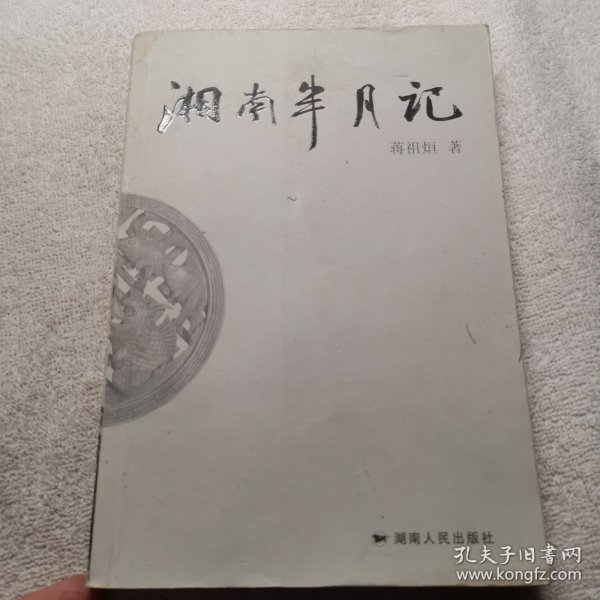 湘南半月记
蒋祖烜 著
湖南人民出版社
孔夫子旧书网
www.kongfz.com